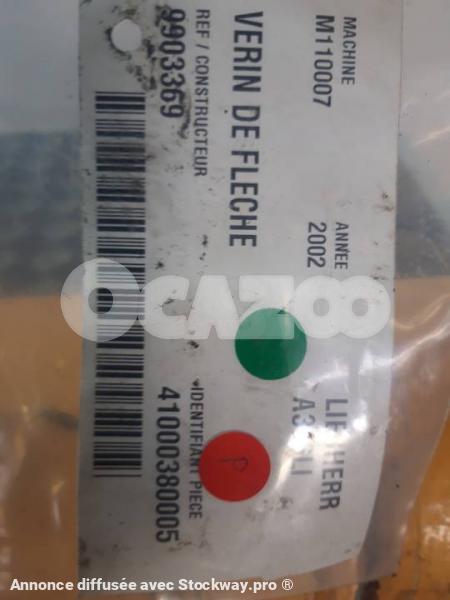 MACHINE
M110007
ANNEE
2002
LIEBHERR
VERIN DE FLECHE
REF / CONSTRUCTEUR
9903369
IDENTIFIANT PIECE
41000380005
P
OCAZOO
Annonce diffusée avec Stockway.pro ®